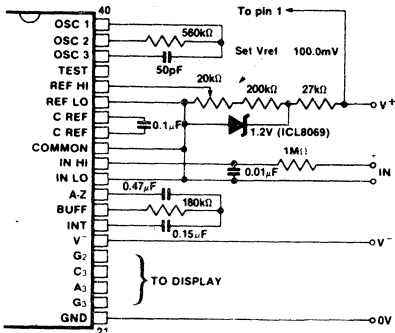 40
To pin 1
OSC 1
OSC 2
560kΩ
OSC 3
50pF
Set Vref 100.0mV
TEST
REF HI
20kΩ
200kΩ
27kΩ
REF LO
V+
C REF
0.1µF
1.2V (ICL8069)
C REF
COMMON
1MΩ
+
IN HI
0.01µF
IN
IN LO
-
0.47µF
A-Z
BUFF
180kΩ
INT
0.15µF
V-
V-
G2
C3
TO DISPLAY
A3
G3
GND
0V
21